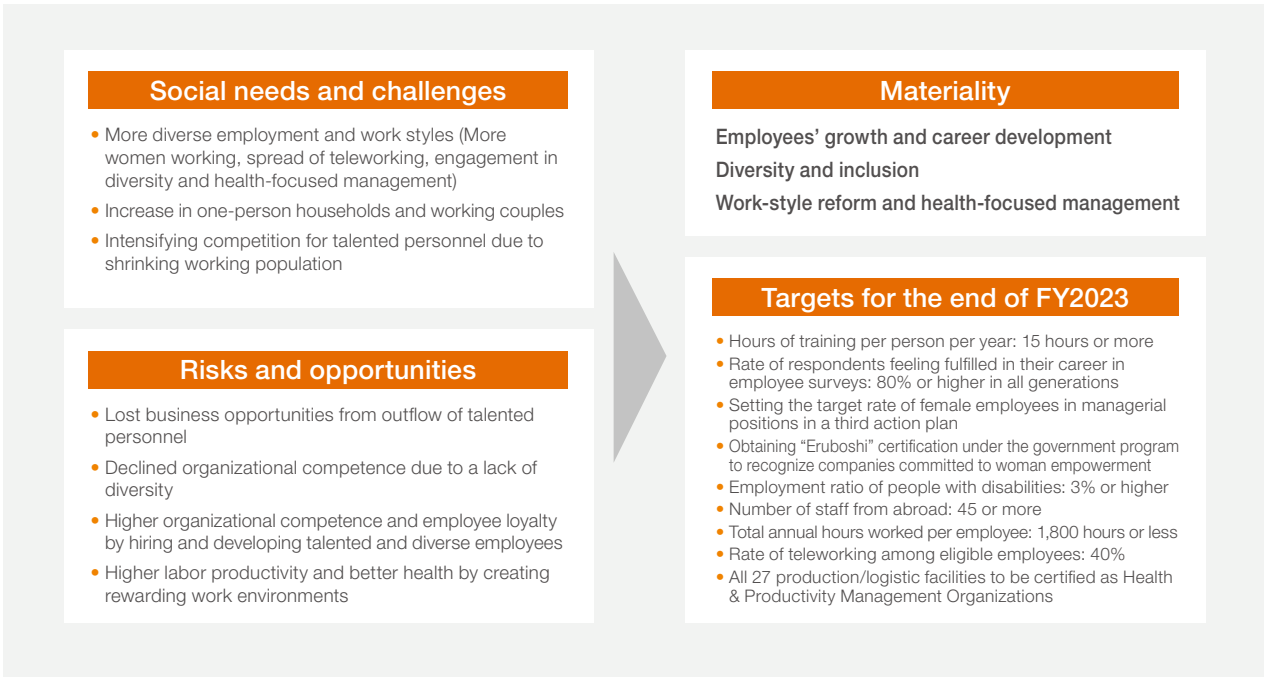 Social needs and challenges
• More diverse employment and work styles (More
women working, spread of teleworking, engagement in
diversity and health-focused management)
• Increase in one-person households and working couples
• Intensifying competition for talented personnel due to
shrinking working population
Risks and opportunities
• Lost business opportunities from outflow of talented
personnel
• Declined organizational competence due to a lack of
diversity
• Higher organizational competence and employee loyalty
by hiring and developing talented and diverse employees
• Higher labor productivity and better health by creating
rewarding work environments
Materiality
Employees’ growth and career development
Diversity and inclusion
Work-style reform and health-focused management
Targets for the end of FY2023
• Hours of training per person per year: 15 hours or more
• Rate of respondents feeling fulfilled in their career in
employee surveys: 80% or higher in all generations
• Setting the target rate of female employees in managerial
positions in a third action plan
• Obtaining “Eruboshi” certification under the government program
to recognize companies committed to woman empowerment
• Employment ratio of people with disabilities: 3% or higher
• Number of staff from abroad: 45 or more
• Total annual hours worked per employee: 1,800 hours or less
• Rate of teleworking among eligible employees: 40%
• All 27 production/logistic facilities to be certified as Health
& Productivity Management Organizations